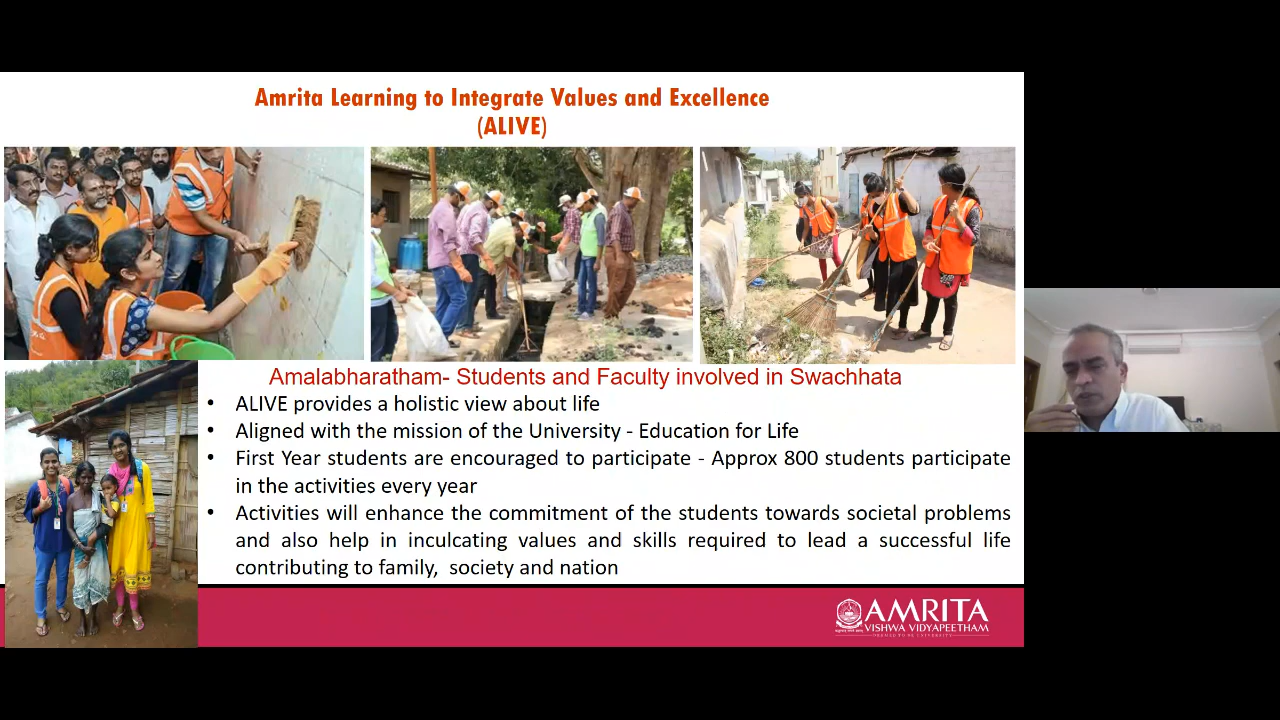 Amrita Learning to Integrate Values and Excellence
(ALIVE)
Amalabharatham- Students and Faculty involved in Swachhata
• ALIVE provides a holistic view about life
• Aligned with the mission of the University - Education for Life
• First Year students are encouraged to participate - Approx 800 students participate
in the activities every year
• Activities will enhance the commitment of the students towards societal problems
and also help in inculcating values and skills required to lead a successful life
contributing to family, society and nation
AMRITA
VISHWA VIDYAPEETHAM
DEEMED TO BE UNIVERSITY